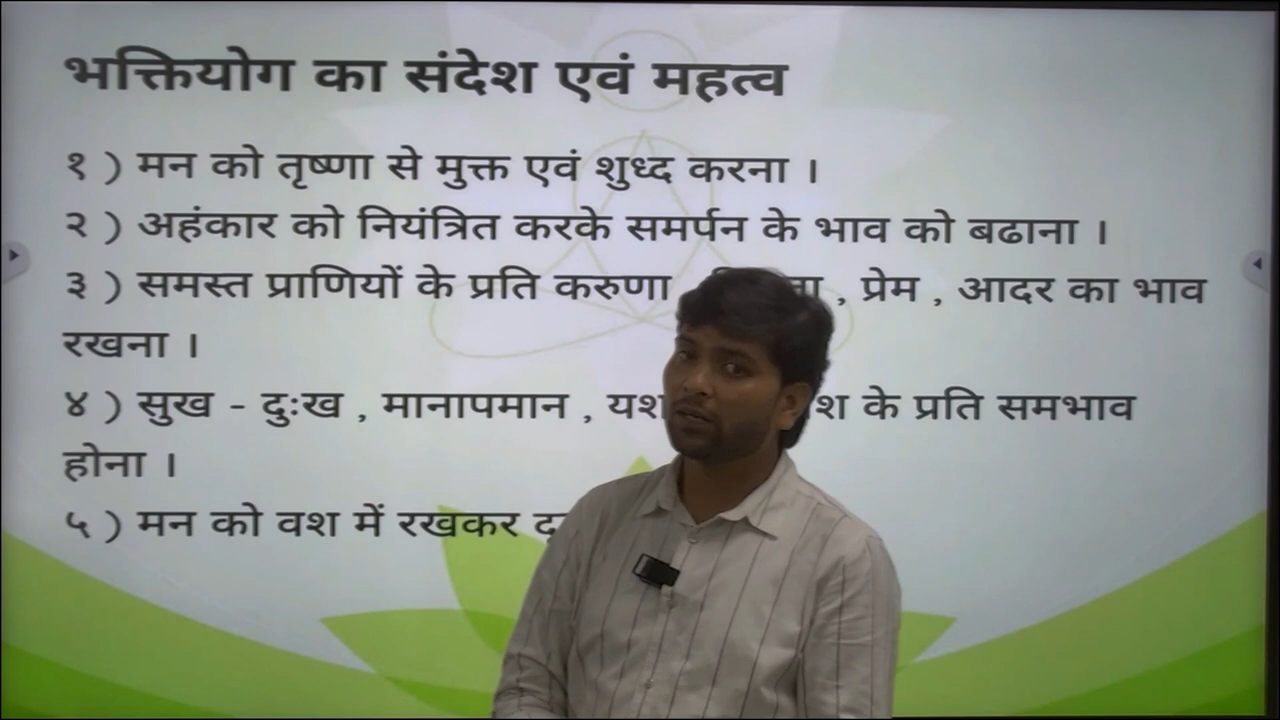 भक्तियोग का संदेश एवं महत्व
१ ) मन को तृष्णा से मुक्त एवं शुध्द करना ।
२ ) अहंकार को नियंत्रित करके समर्पन के भाव को बढाना ।
३ ) समस्त प्राणियों के प्रति करुणा , प्रेम , आदर का भाव
रखना ।
४ ) सुख - दुःख , मानापमान , के प्रति समभाव
होना ।
५ ) मन को वश में रखकर